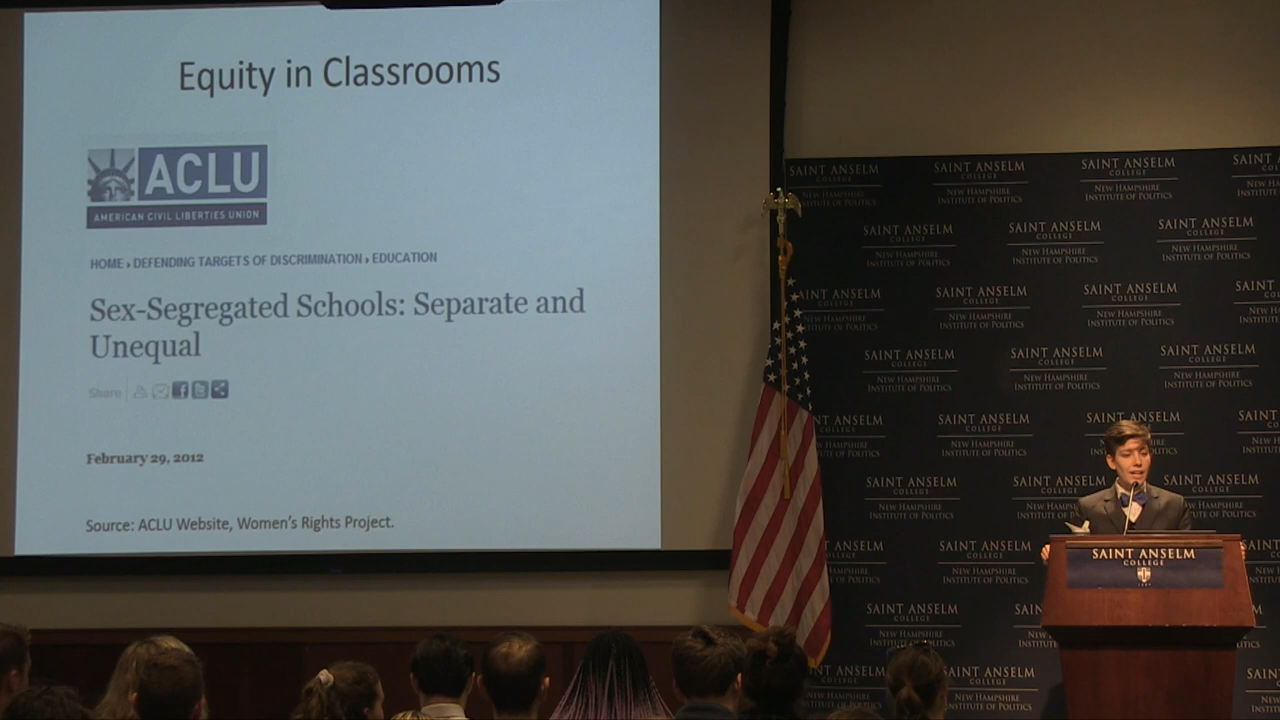 Equity in Classrooms
ACLU
AMERICAN CIVIL LIBERTIES UNION
HOME › DEFENDING TARGETS OF DISCRIMINATION › EDUCATION
Sex-Segregated Schools: Separate and
Unequal
Share
February 29, 2012
Source: ACLU Website, Women's Rights Project.
SAINT ANSELM
COLLEGE
NEW HAMPSHIRE
INSTITUTE OF POLITICS
SAINT ANSELM
COLLEGE